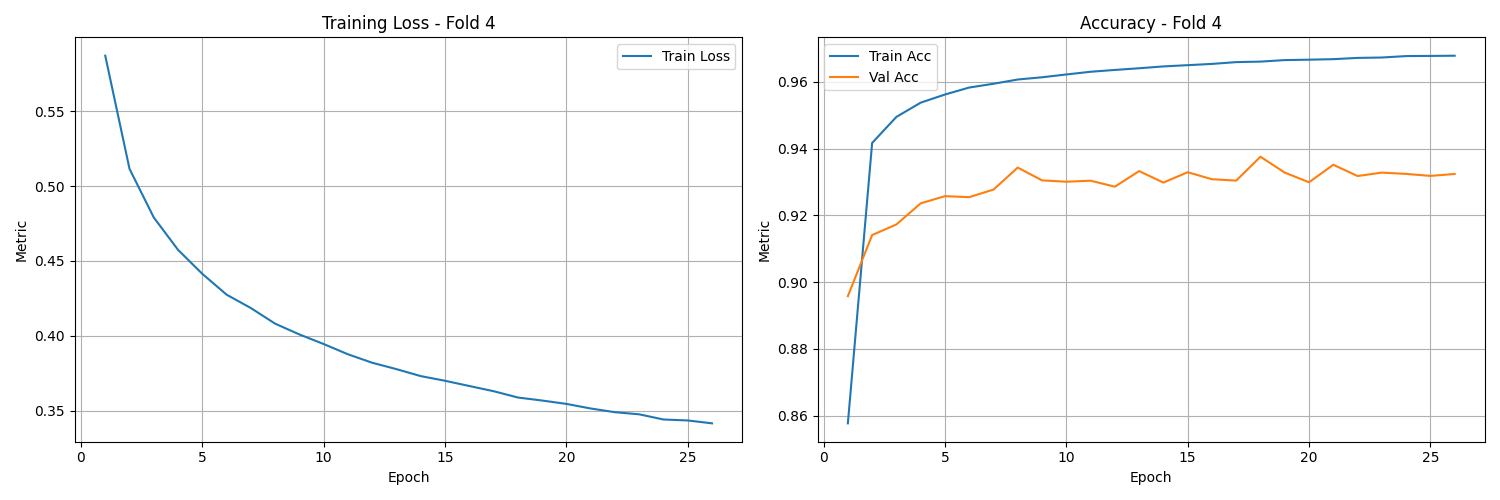 Training Loss - Fold 4
Train Loss
0.55
0.50
0.45
0.40
0.35
Metric
0
5
10
15
20
25
Epoch
Accuracy - Fold 4
Train Acc
Val Acc
0.96
0.94
0.92
0.90
0.88
0.86
Metric
0
5
10
15
20
25
Epoch